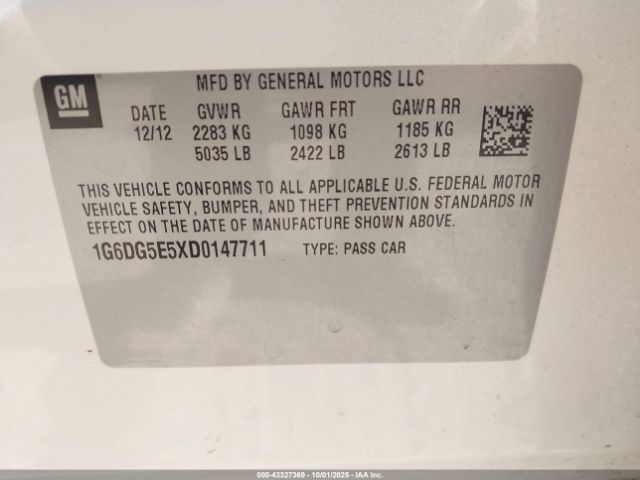 GM
MFD BY GENERAL MOTORS LLC
DATE GVWR GAWR FRT GAWR RR
12/12 2283 KG 1098 KG 1185 KG
5035 LB 2422 LB 2613 LB
THIS VEHICLE CONFORMS TO ALL APPLICABLE U.S. FEDERAL MOTOR
VEHICLE SAFETY, BUMPER, AND THEFT PREVENTION STANDARDS IN
EFFECT ON THE DATE OF MANUFACTURE SHOWN ABOVE.
1G6DG5E5XD0147711 TYPE: PASS CAR
000-43327369 - 10/01/2025 - IAA Inc.